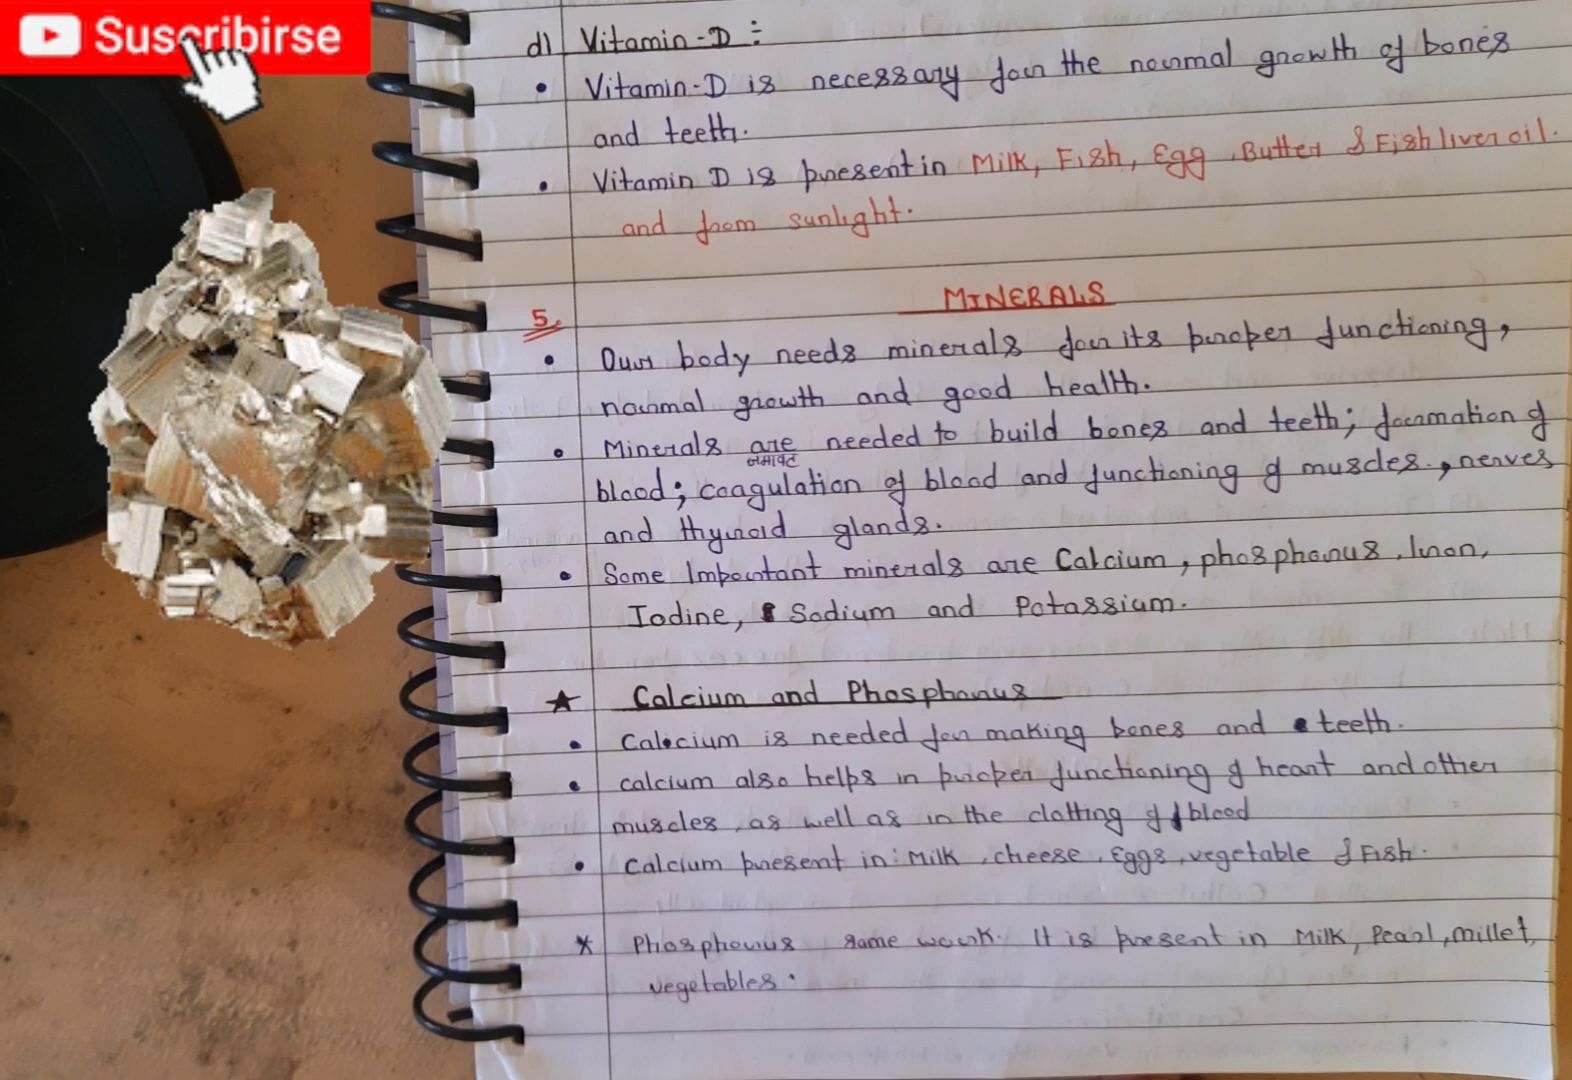 Suscribirse
d) Vitamin-D :
• Vitamin-D is necessary for the normal growth of bones
and teeth.
• Vitamin D is present in Milk, Fish, Egg, Butter & Fish liver oil.
and from sunlight.
5. MINERALS
• Our body needs minerals for its proper functioning,
normal growth and good health.
• Minerals are needed to build bones and teeth; formation of
जमावट
blood; coagulation of blood and functioning of muscles, nerves
and thyroid glands.
• Some Important minerals are Calcium, phosphorus, Iron,
Iodine, Sodium and Potassium.
★ Calcium and Phosphorus
• Calcium is needed for making bones and teeth.
• calcium also helps in proper functioning of heart and other
muscles, as well as in the clotting of blood
• Calcium present in: Milk, cheese, Eggs, vegetable & Fish.
* Phosphorus same work. It is present in Milk, Pearl, millet,
vegetables.